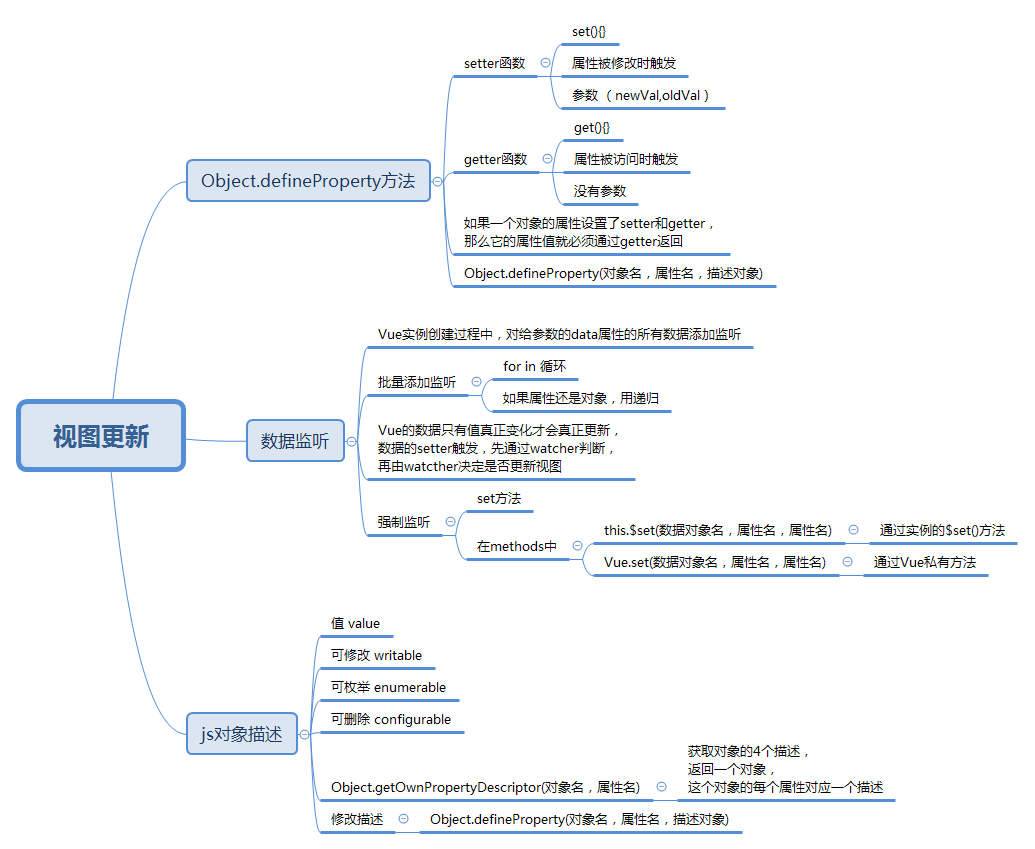 视图更新
Object.defineProperty方法
setter函数
set(){}
属性被修改时触发
参数 （ newVal,oldVal ）
getter函数
get(){}
属性被访问时触发
没有参数
如果一个对象的属性设置了setter和getter，
那么它的属性值就必须通过getter返回
Object.defineProperty(对象名，属性名，描述对象)
数据监听
Vue实例创建过程中，对给参数的data属性的所有数据添加监听
批量添加监听
for in 循环
如果属性还是对象，用递归
Vue的数据只有值真正变化才会真正更新，
数据的setter触发，先通过watcher判断，
再由watcther决定是否更新视图
强制监听
set方法
在methods中
this.$set(数据对象名，属性名，属性名)
通过实例的$set()方法
Vue.set(数据对象名，属性名，属性名)
通过Vue私有方法
js对象描述
值 value
可修改 writable
可枚举 enumerable
可删除 configurable
Object.getOwnPropertyDescriptor(对象名，属性名)
获取对象的4个描述，
返回一个对象，
这个对象的每个属性对应一个描述
修改描述
Object.defineProperty(对象名，属性名，描述对象)